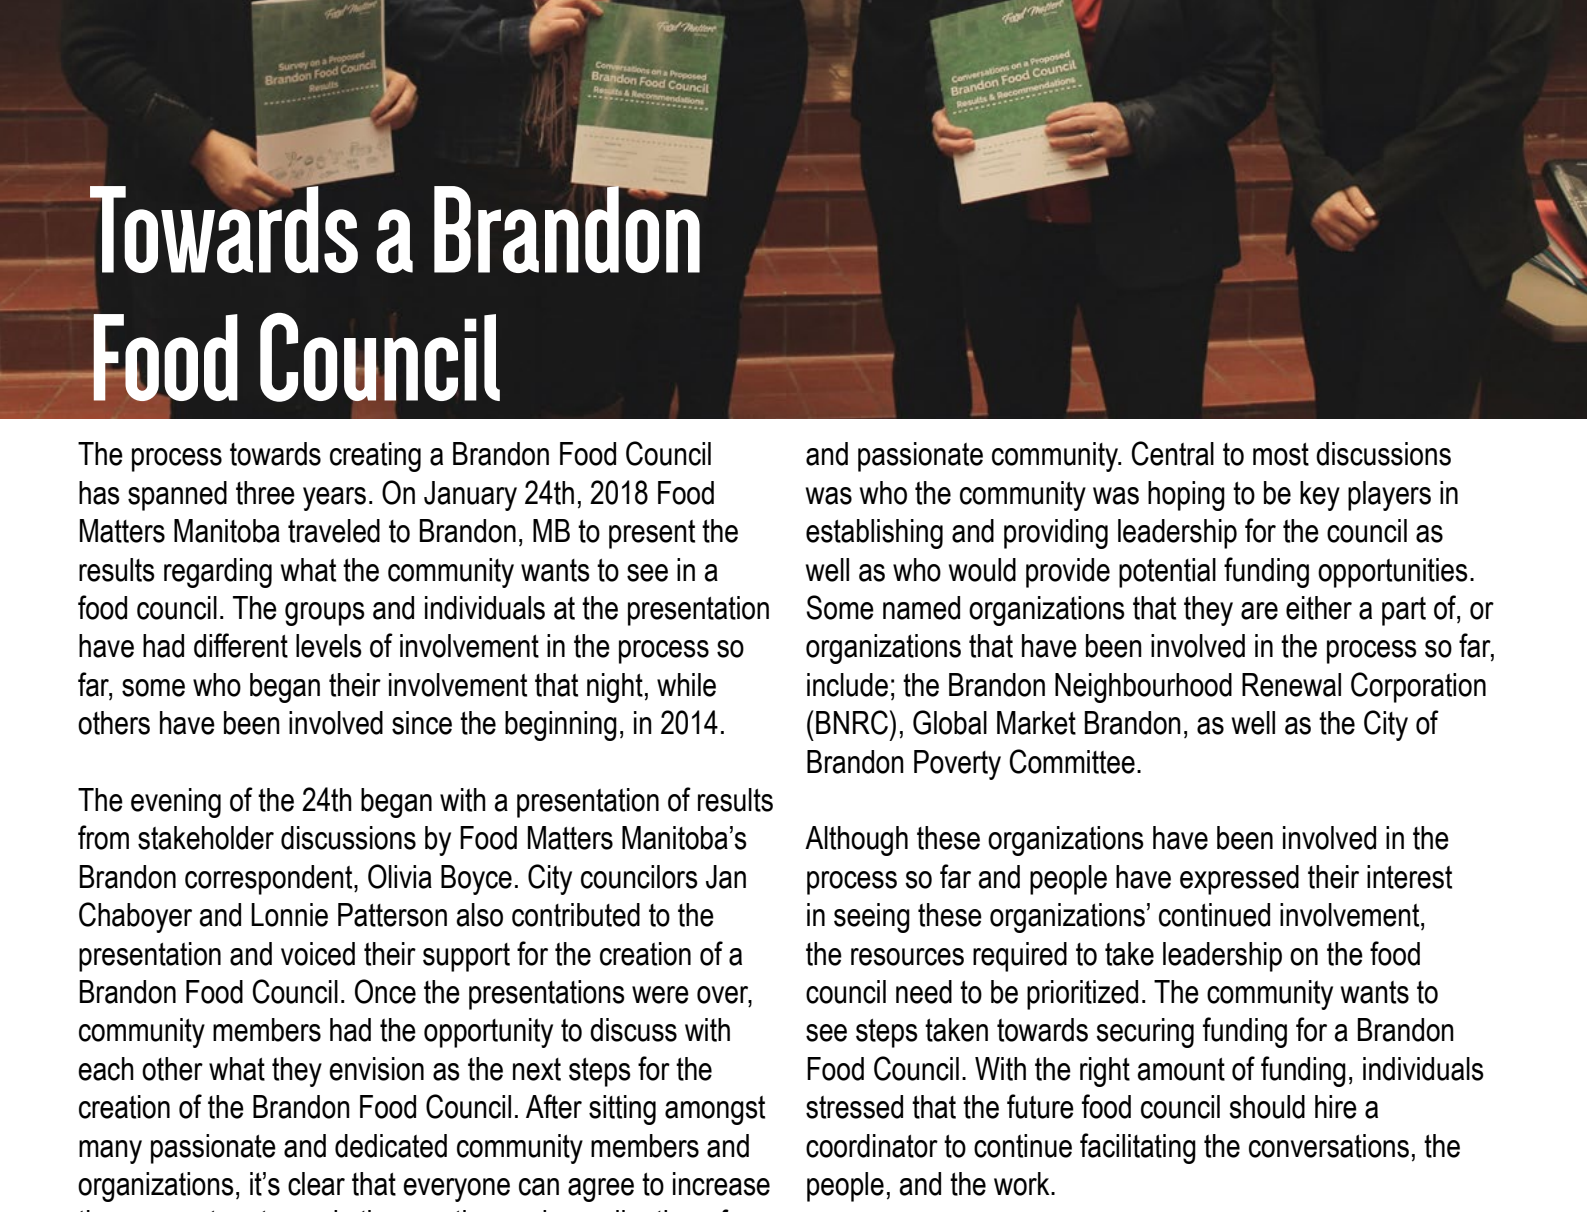 Food Matters
Survey on a Proposed
Brandon Food Council
Results
Food Matters
Conversations on a Proposed
Brandon Food Council
Results & Recommendations
Food Matters
Conversations on a Proposed
Brandon Food Council
Results & Recommendations
Towards a Brandon
Food Council
The process towards creating a Brandon Food Council
has spanned three years. On January 24th, 2018 Food
Matters Manitoba traveled to Brandon, MB to present the
results regarding what the community wants to see in a
food council. The groups and individuals at the presentation
have had different levels of involvement in the process so
far, some who began their involvement that night, while
others have been involved since the beginning, in 2014.
The evening of the 24th began with a presentation of results
from stakeholder discussions by Food Matters Manitoba’s
Brandon correspondent, Olivia Boyce. City councilors Jan
Chaboyer and Lonnie Patterson also contributed to the
presentation and voiced their support for the creation of a
Brandon Food Council. Once the presentations were over,
community members had the opportunity to discuss with
each other what they envision as the next steps for the
creation of the Brandon Food Council. After sitting amongst
many passionate and dedicated community members and
organizations, it’s clear that everyone can agree to increase
and passionate community. Central to most discussions
was who the community was hoping to be key players in
establishing and providing leadership for the council as
well as who would provide potential funding opportunities.
Some named organizations that they are either a part of, or
organizations that have been involved in the process so far,
include; the Brandon Neighbourhood Renewal Corporation
(BNRC), Global Market Brandon, as well as the City of
Brandon Poverty Committee.
Although these organizations have been involved in the
process so far and people have expressed their interest
in seeing these organizations’ continued involvement,
the resources required to take leadership on the food
council need to be prioritized. The community wants to
see steps taken towards securing funding for a Brandon
Food Council. With the right amount of funding, individuals
stressed that the future food council should hire a
coordinator to continue facilitating the conversations, the
people, and the work.